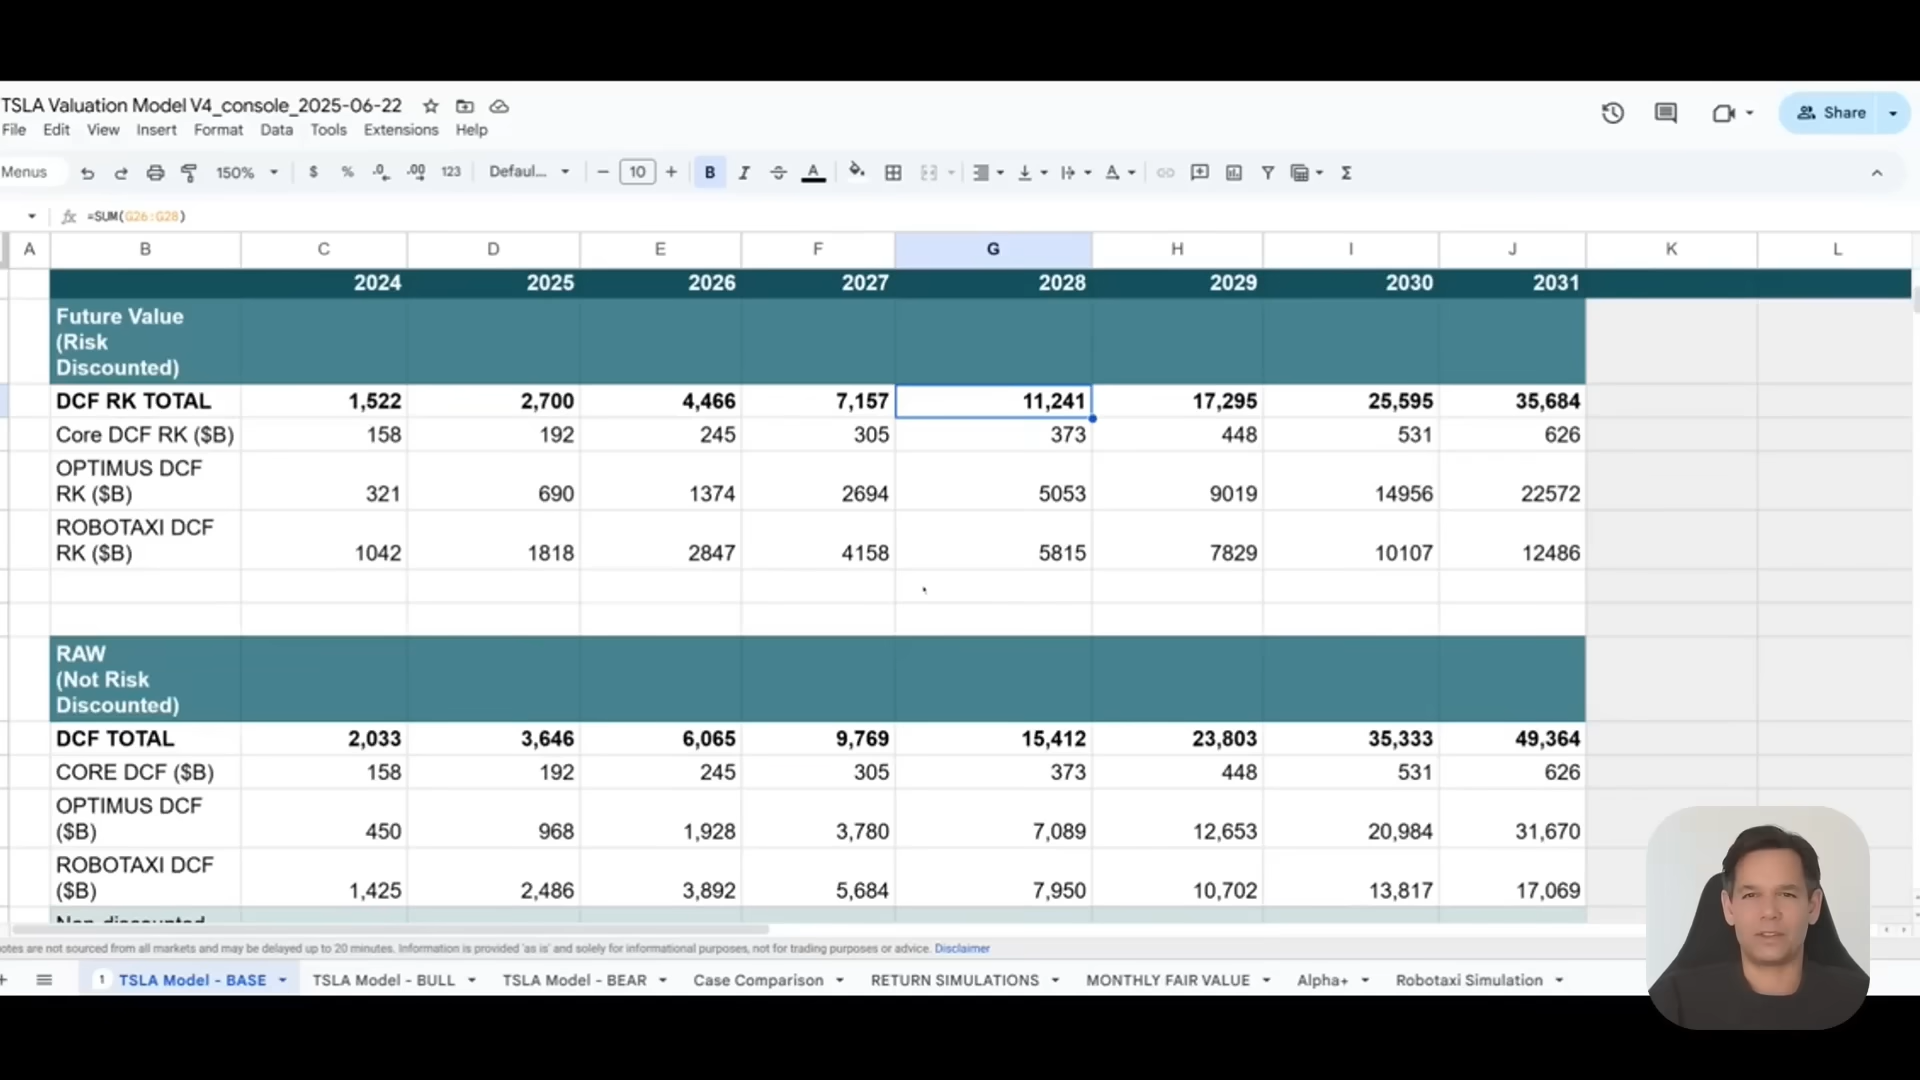 TSLA Valuation Model V4_console_2025-06-22
File Edit View Insert Format Data Tools Extensions Help
Share
Menus 150% $ % .0 .00 123 Defaul... 10 B I A
=SUM(G26:G28)
A B C D E F G H I J K L
2024 2025 2026 2027 2028 2029 2030 2031
Future Value
(Risk
Discounted)
DCF RK TOTAL 1,522 2,700 4,466 7,157 11,241 17,295 25,595 35,684
Core DCF RK ($B) 158 192 245 305 373 448 531 626
OPTIMUS DCF
RK ($B) 321 690 1374 2694 5053 9019 14956 22572
ROBOTAXI DCF
RK ($B) 1042 1818 2847 4158 5815 7829 10107 12486
RAW
(Not Risk
Discounted)
DCF TOTAL 2,033 3,646 6,065 9,769 15,412 23,803 35,333 49,364
CORE DCF ($B) 158 192 245 305 373 448 531 626
OPTIMUS DCF
($B) 450 968 1,928 3,780 7,089 12,653 20,984 31,670
ROBOTAXI DCF
($B) 1,425 2,486 3,892 5,684 7,950 10,702 13,817 17,069
otes are not sourced from all markets and may be delayed up to 20 minutes. Information is provided 'as is' and solely for informational purposes, not for trading purposes or advice. Disclaimer
1 TSLA Model - BASE TSLA Model - BULL TSLA Model - BEAR Case Comparison RETURN SIMULATIONS MONTHLY FAIR VALUE Alpha+ Robotaxi Simulation